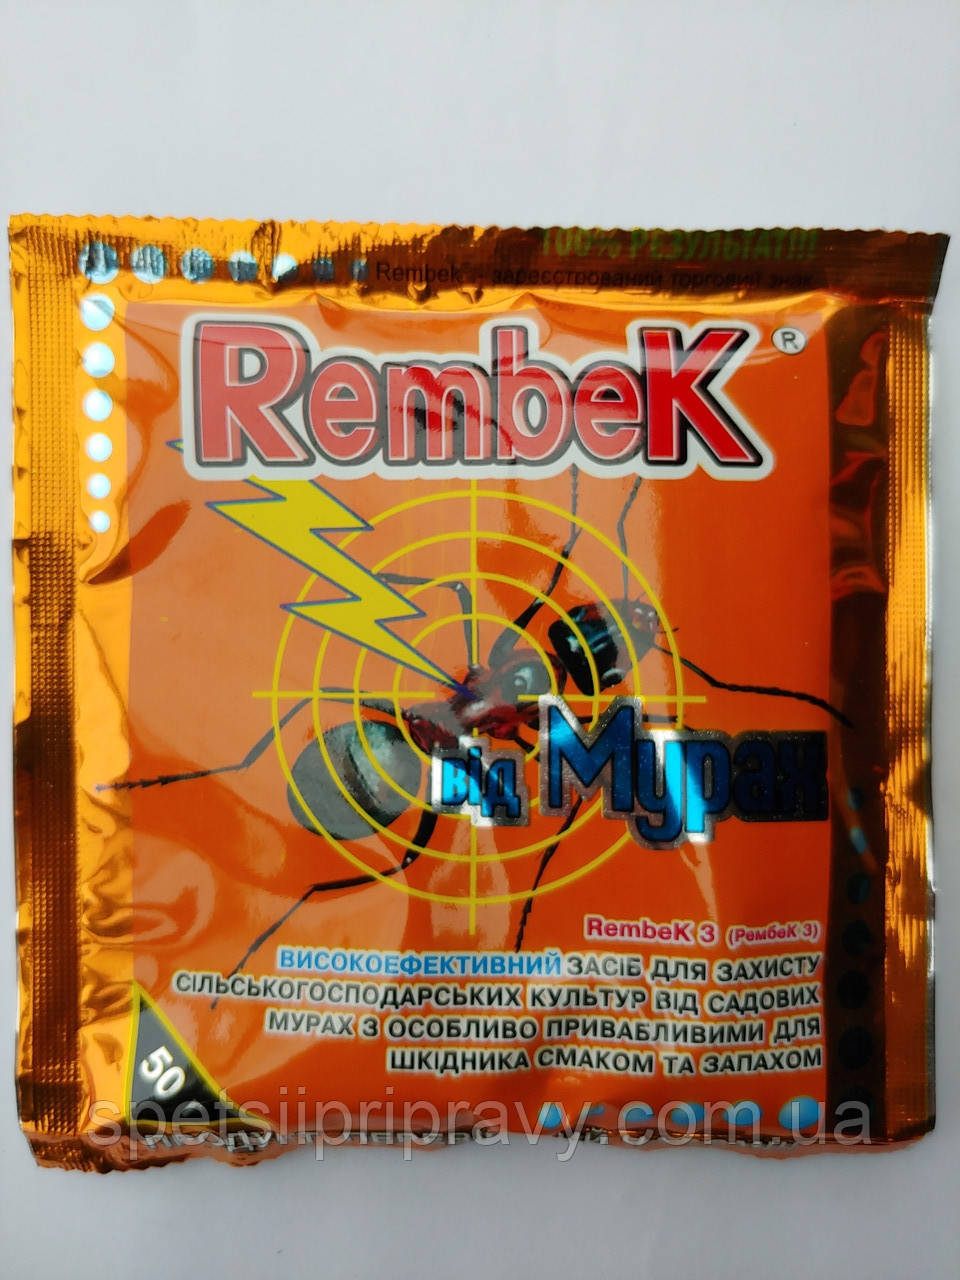 100% РЕЗУЛЬТАТ!!!
Rembek® - зареєстрований торговий знак
RembeK®
від Мурах
RembeK 3 (РембеК 3)
ВИСОКОЕФЕКТИВНИЙ ЗАСІБ ДЛЯ ЗАХИСТУ
СІЛЬСЬКОГОСПОДАРСЬКИХ КУЛЬТУР ВІД САДОВИХ
МУРАХ З ОСОБЛИВО ПРИВАБЛИВИМИ ДЛЯ
ШКІДНИКА СМАКОМ ТА ЗАПАХОМ
50
spetsiipripravy.com.ua